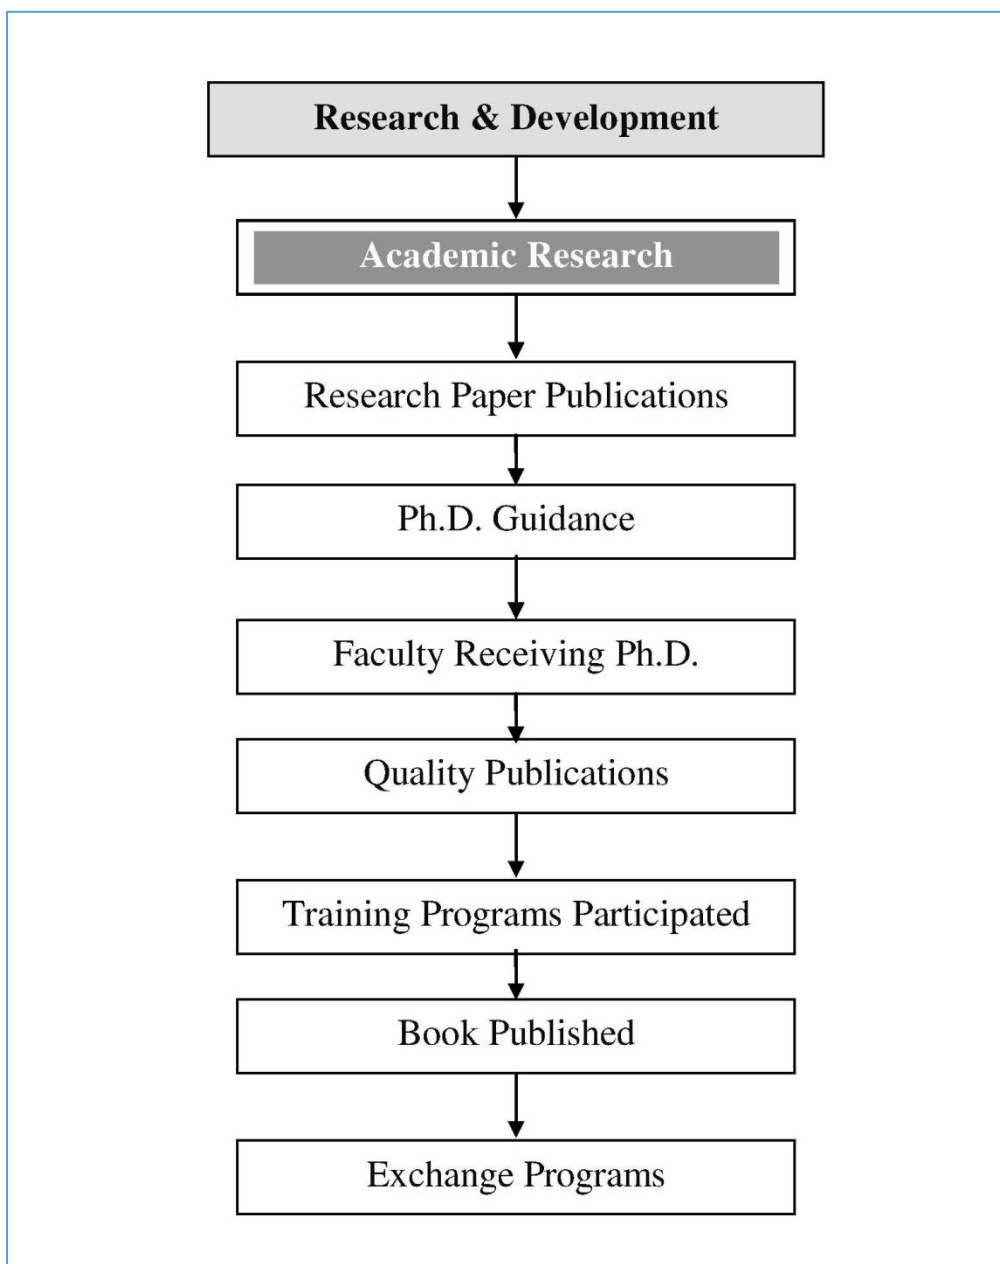 Research & Development
Academic Research
Research Paper Publications
Ph.D. Guidance
Faculty Receiving Ph.D.
Quality Publications
Training Programs Participated
Book Published
Exchange Programs